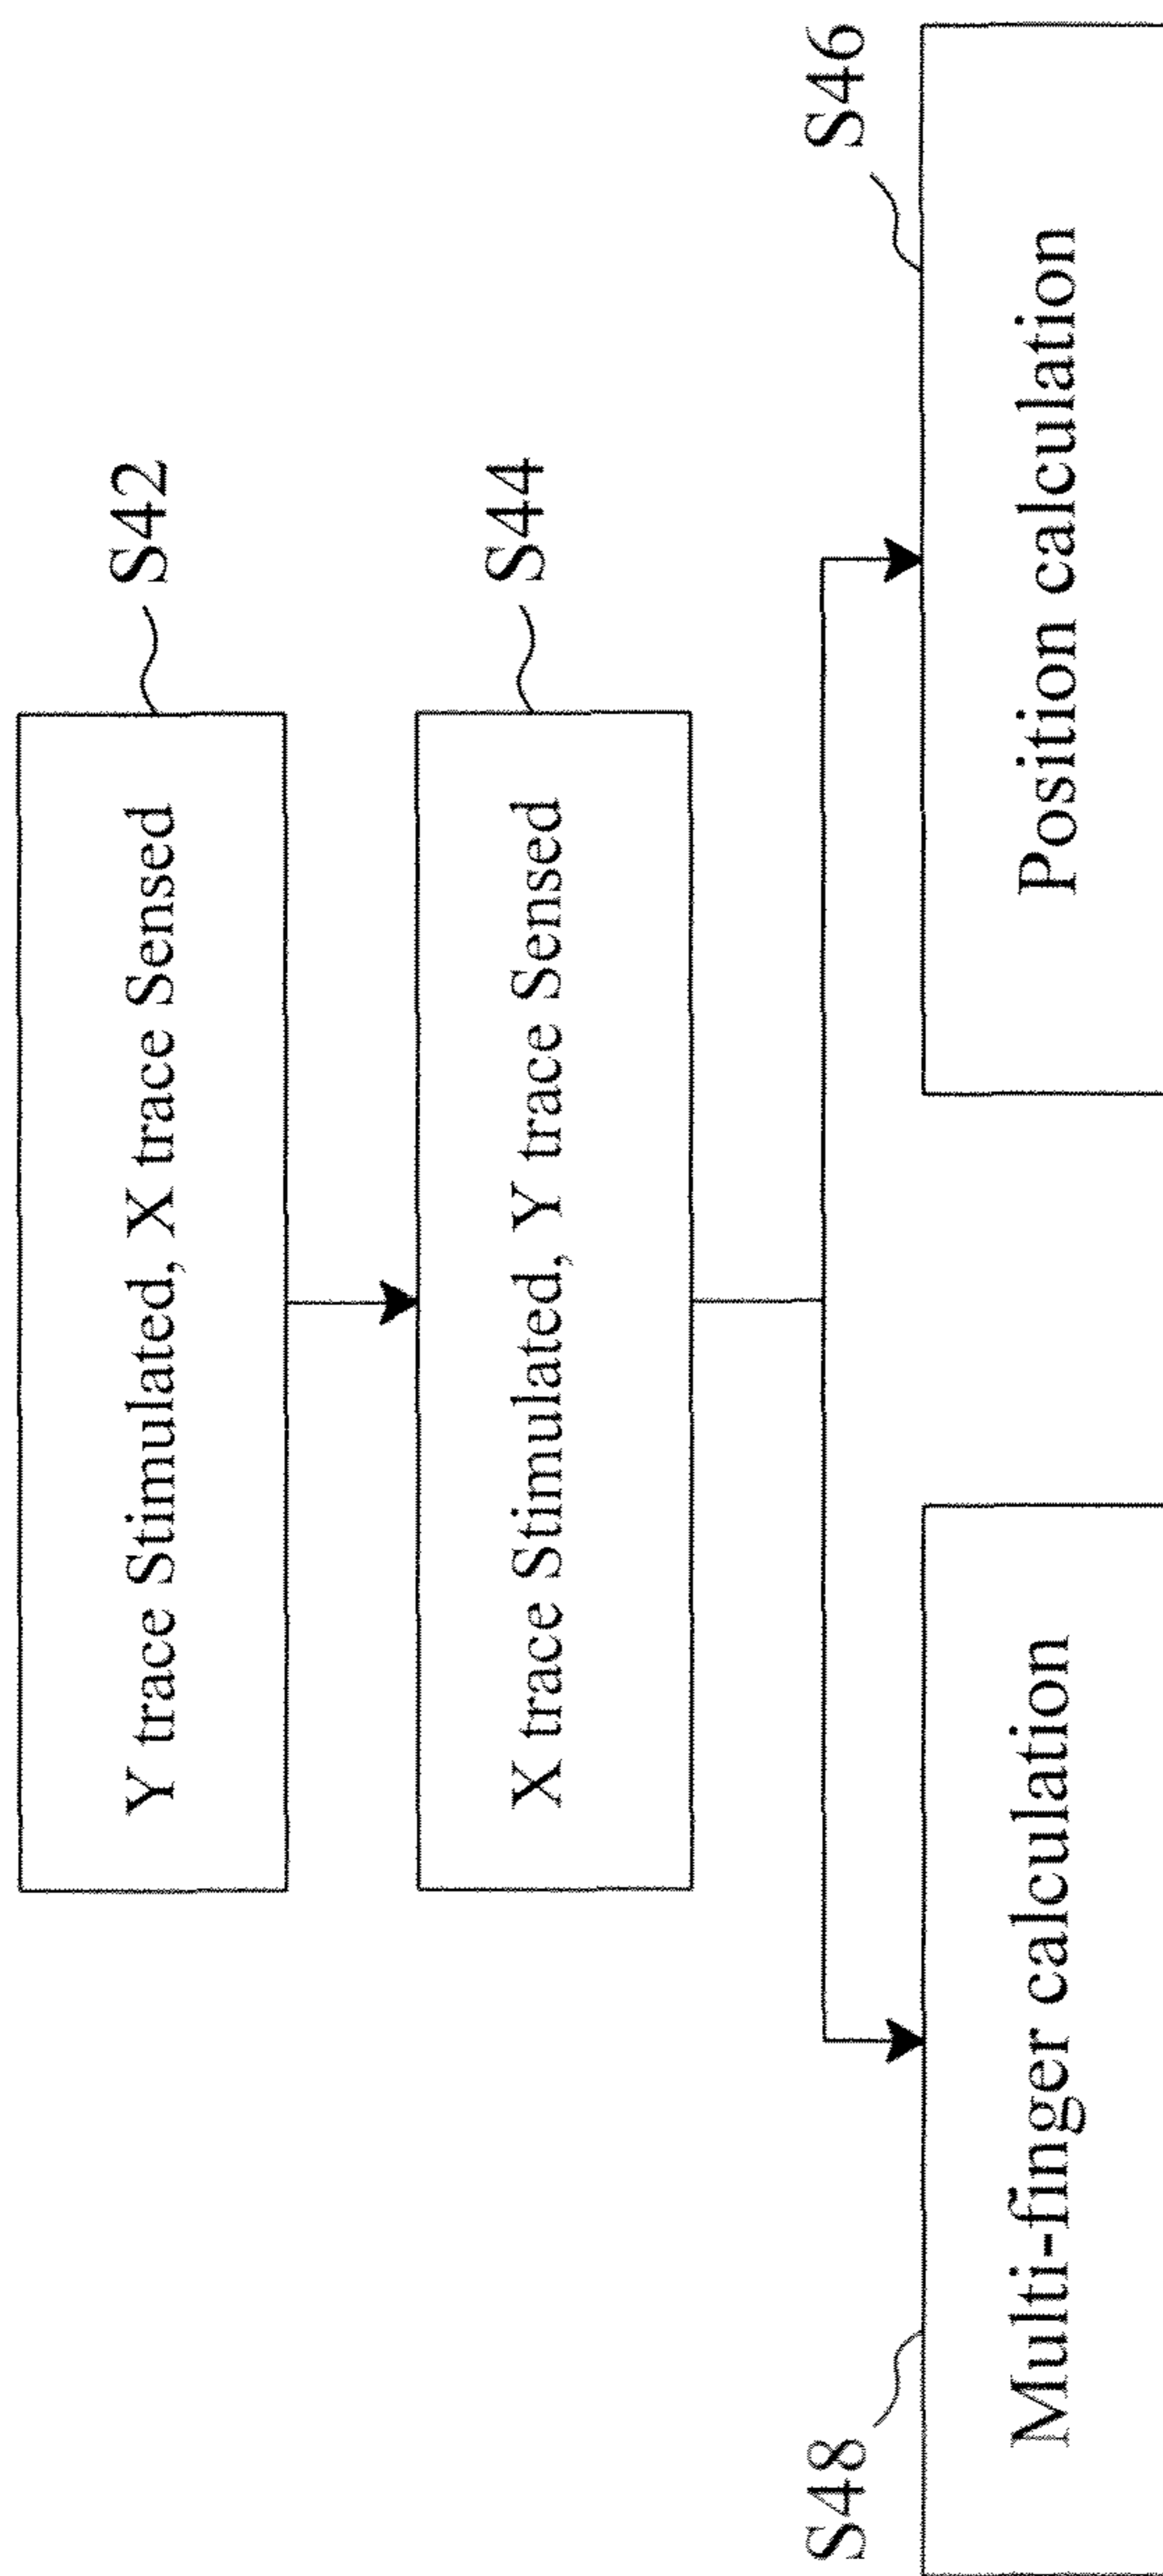 Y trace Stimulated, X trace Sensed
S42
X trace Stimulated, Y trace Sensed
S44
S48
S46
Multi-finger calculation
Position calculation